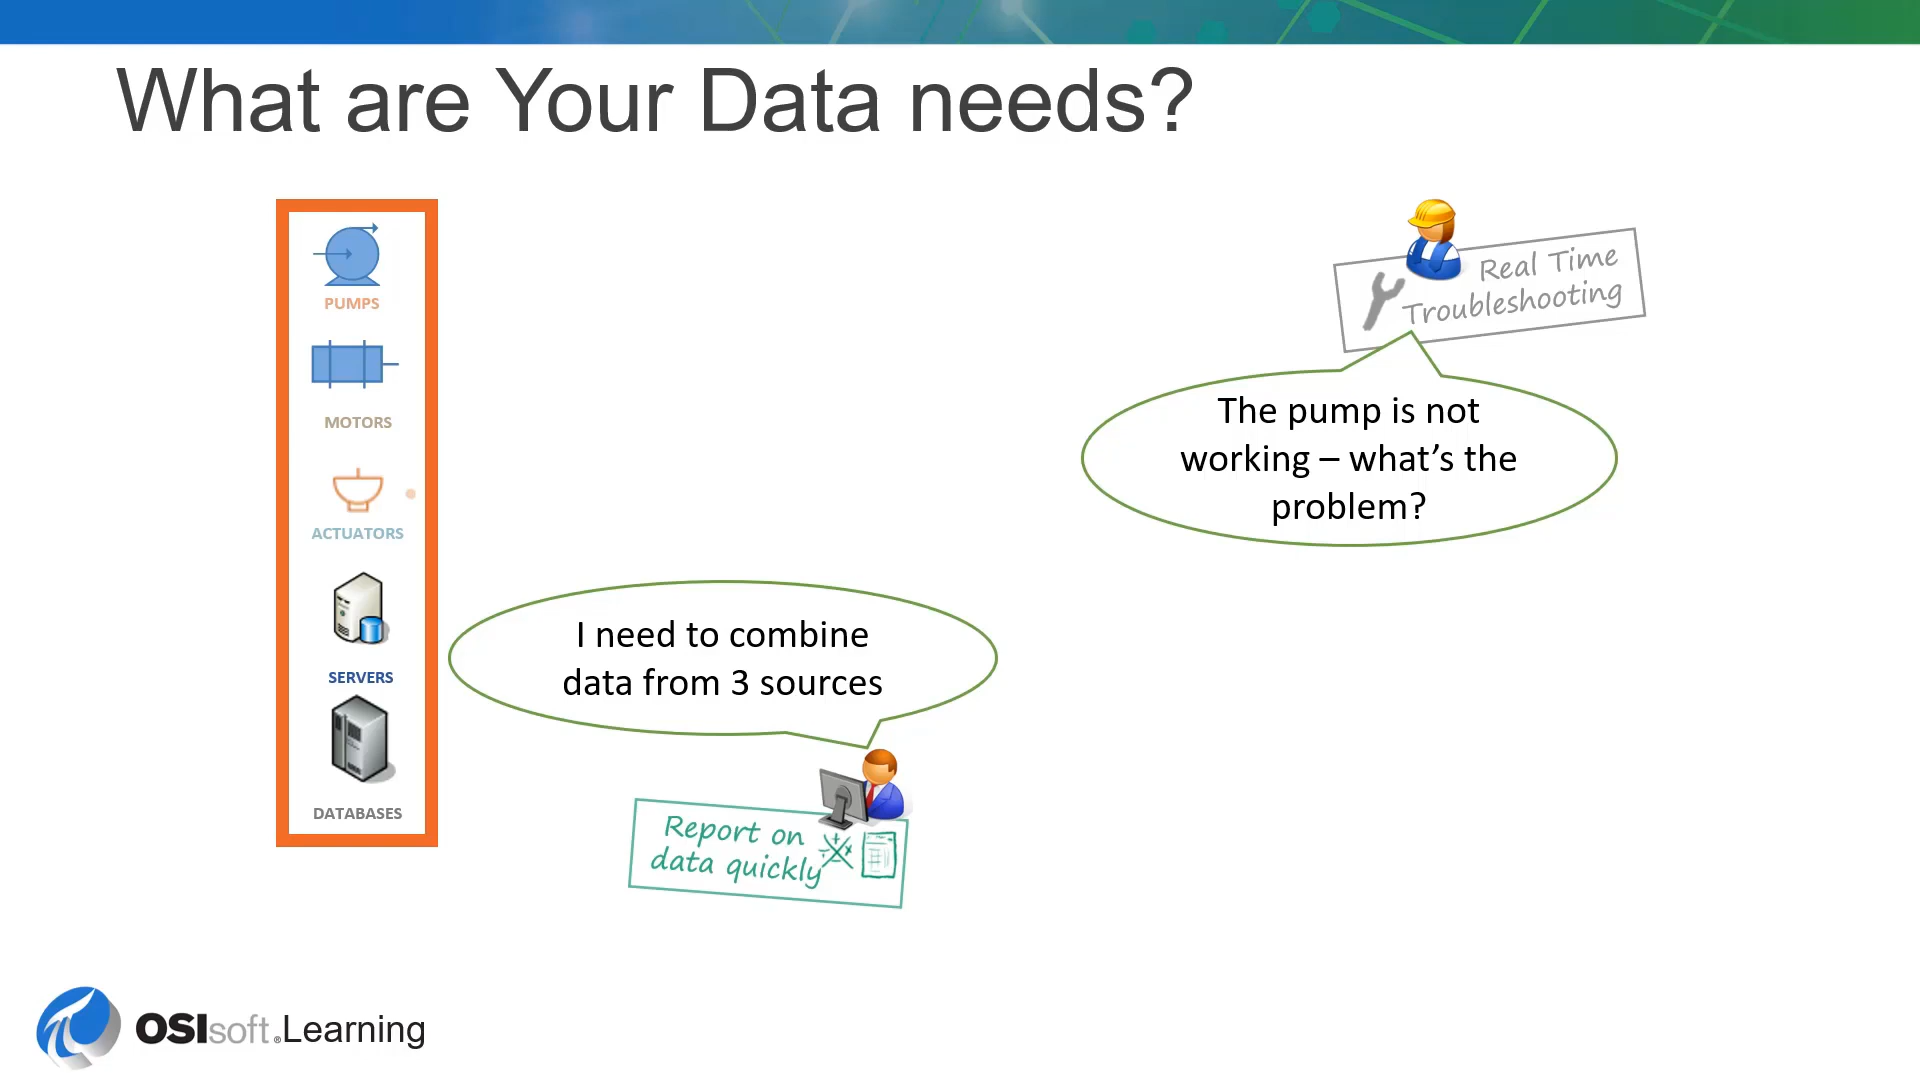 What are Your Data needs?
PUMPS
MOTORS
ACTUATORS
SERVERS
DATABASES
Real Time
Troubleshooting
The pump is not
working – what's the
problem?
I need to combine
data from 3 sources
Report on
data quickly
OSIsoft®.Learning